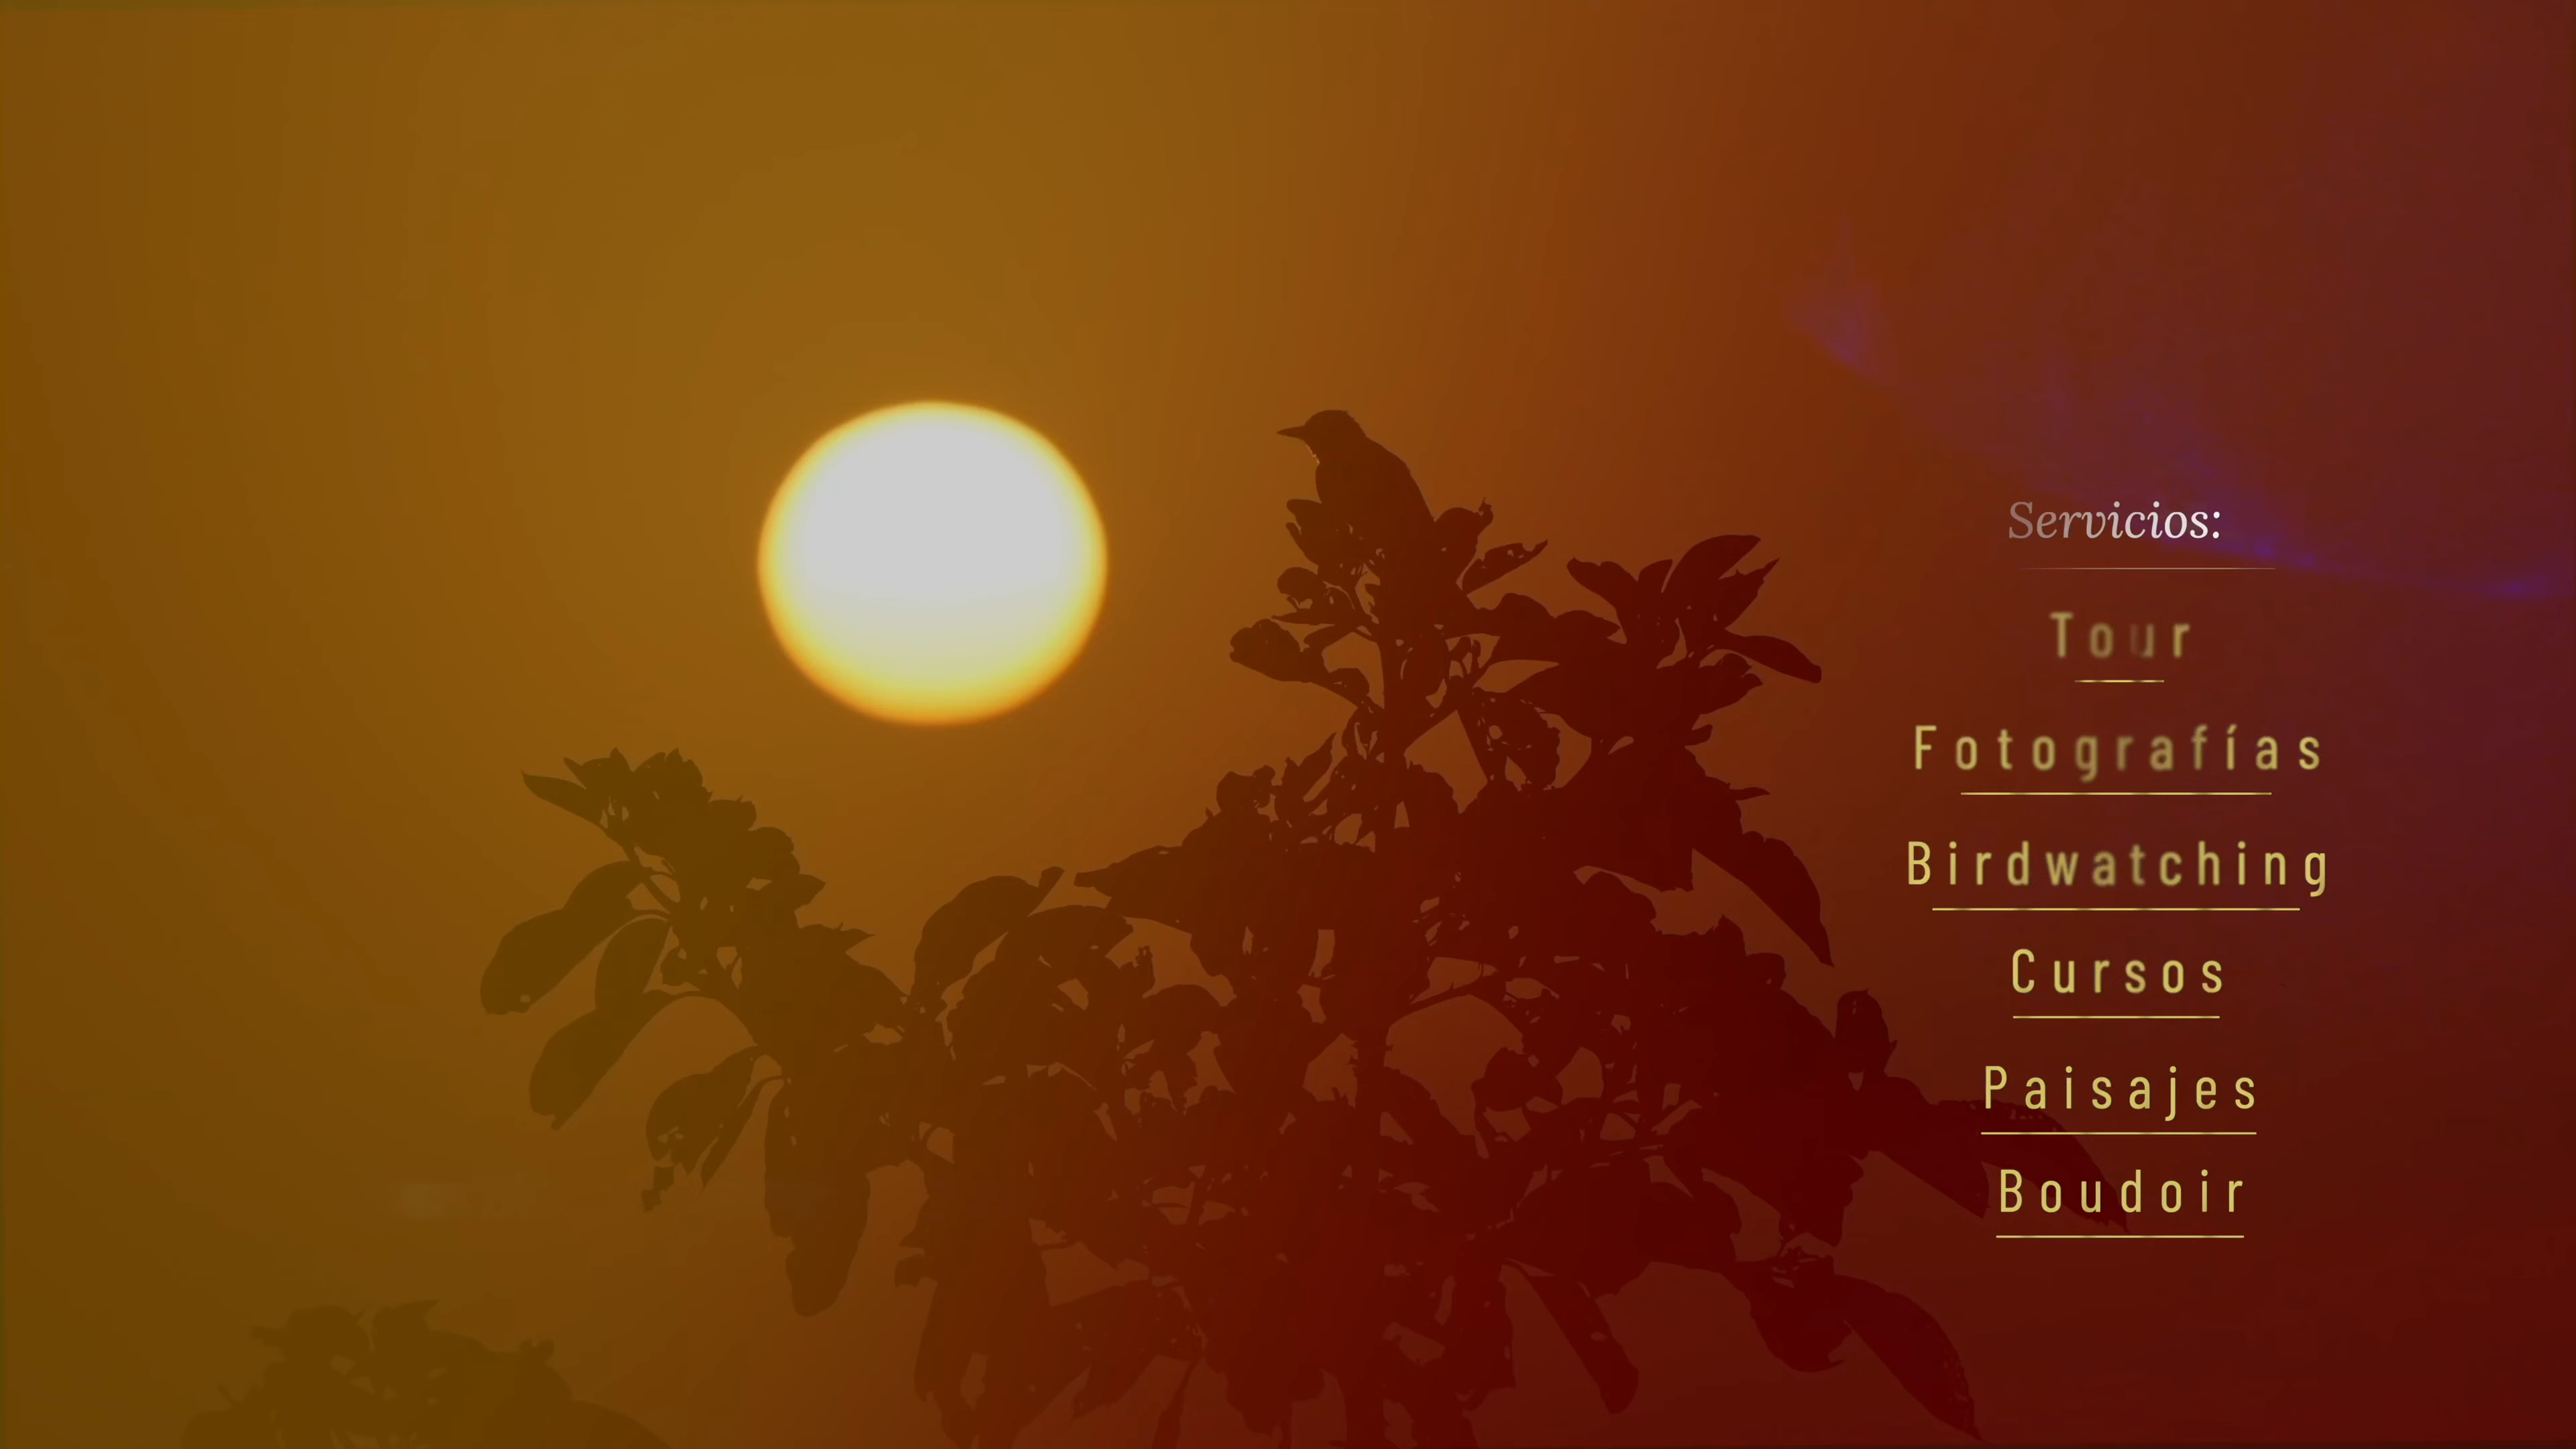 Servicios:
Tour
Fotografías
Birdwatching
Cursos
Paisajes
Boudoir